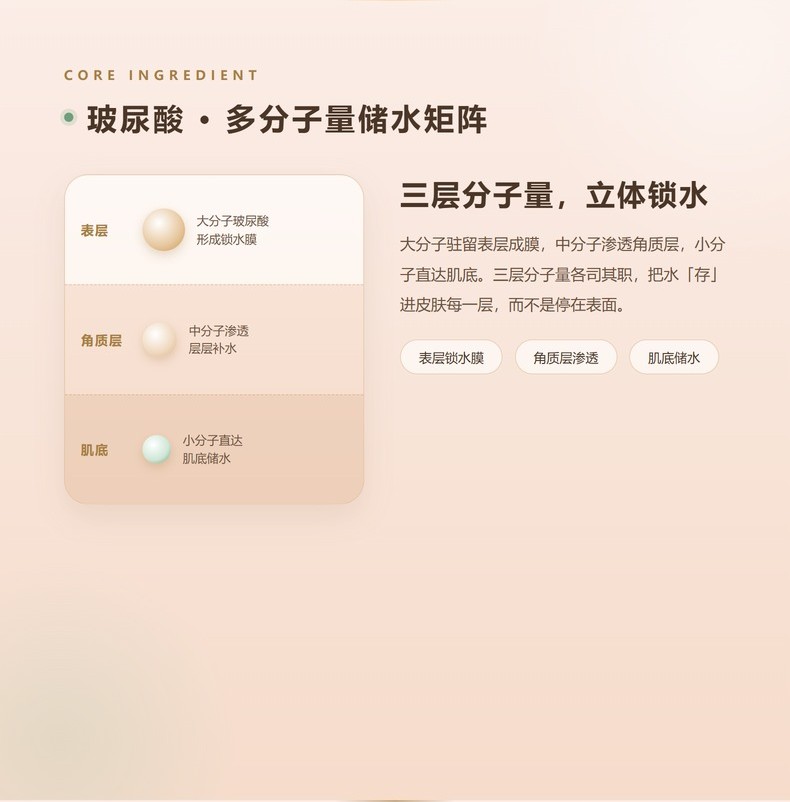 CORE INGREDIENT
玻尿酸 · 多分子量储水矩阵
表层
大分子玻尿酸
形成锁水膜
角质层
中分子渗透
层层补水
肌底
小分子直达
肌底储水
三层分子量，立体锁水
大分子驻留表层成膜，中分子渗透角质层，小分
子直达肌底。三层分子量各司其职，把水「存」
进皮肤每一层，而不是停在表面。
表层锁水膜
角质层渗透
肌底储水